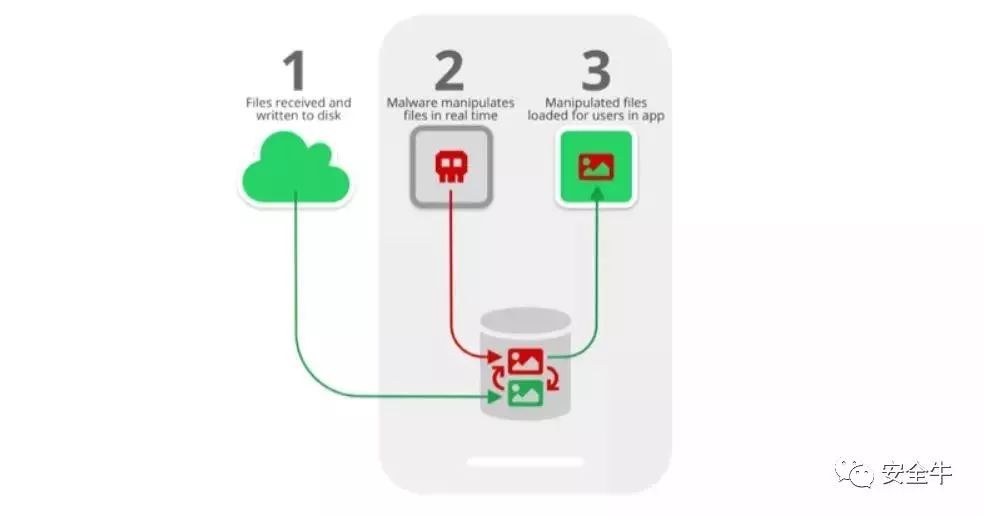 1
Files received and
written to disk
2
Malware manipulates
files in real time
3
Manipulated files
loaded for users in app
安全牛